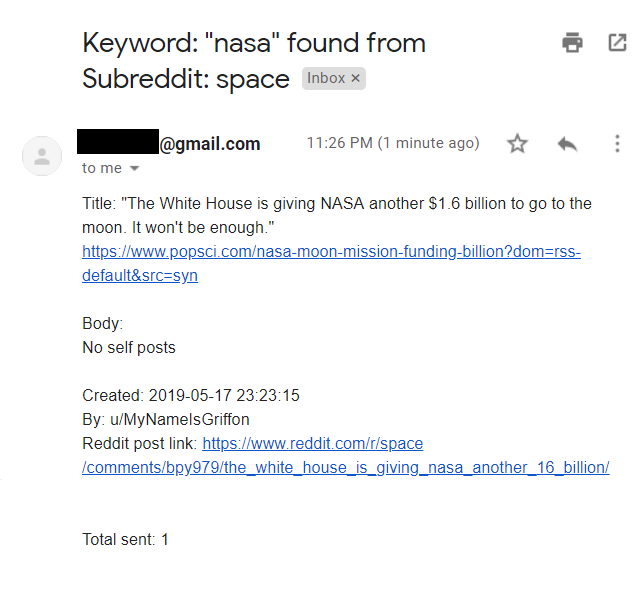 Keyword: "nasa" found from
Subreddit: space Inbox ×
@gmail.com 11:26 PM (1 minute ago)
to me
Title: "The White House is giving NASA another $1.6 billion to go to the
moon. It won't be enough."
https://www.popsci.com/nasa-moon-mission-funding-billion?dom=rss-
default&src=syn
Body:
No self posts
Created: 2019-05-17 23:23:15
By: u/MyNameIsGriffon
Reddit post link: https://www.reddit.com/r/space
/comments/bpy979/the_white_house_is_giving_nasa_another_16_billion/
Total sent: 1